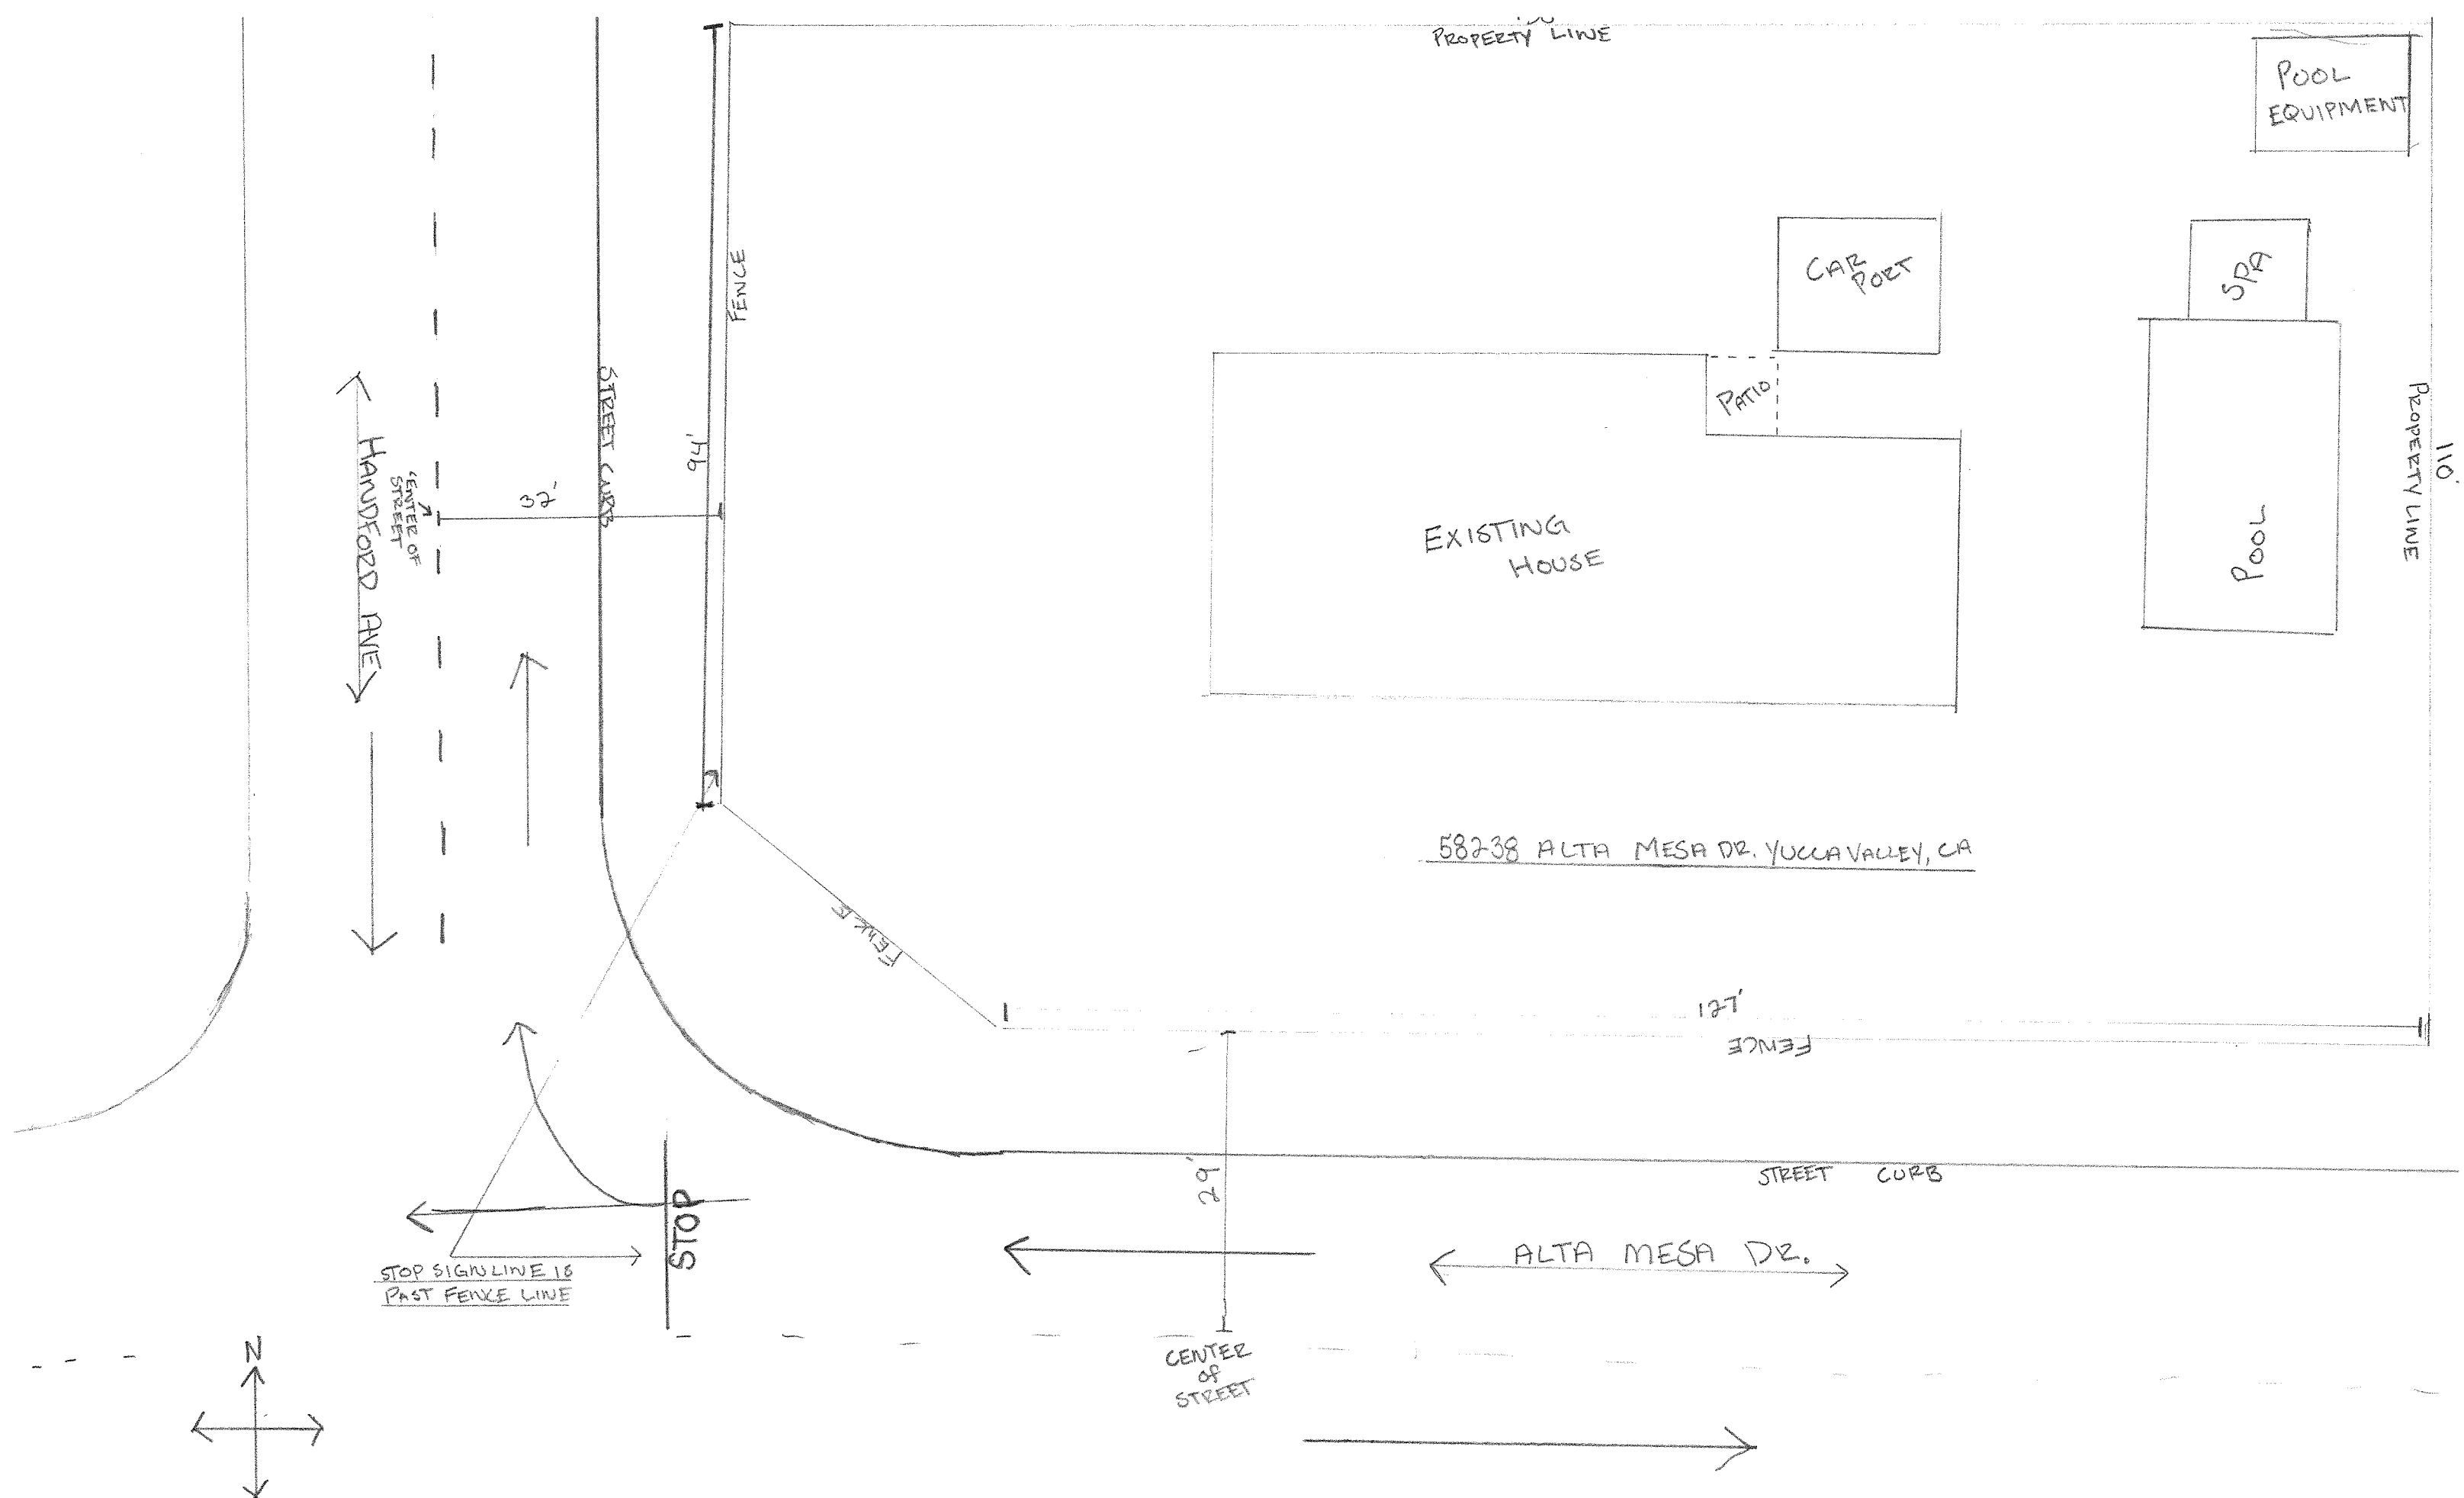 PROPERTY LINE
POOL
EQUIPMENT
FENCE
CAR
PORT
SPA
STREET CURB
PATIO
94'
HANDFORD AVE
CENTER OF
STREET
37'
EXISTING
HOUSE
POOL
PROPERTY LINE
110'
58238 ALTA MESA DR. YUCCA VALLEY, CA
FENCE
127'
FENCE
29'
STREET CURB
STOP
ALTA MESA DR.
STOP SIGN LINE IS
PAST FENCE LINE
N
CENTER
of
STREET